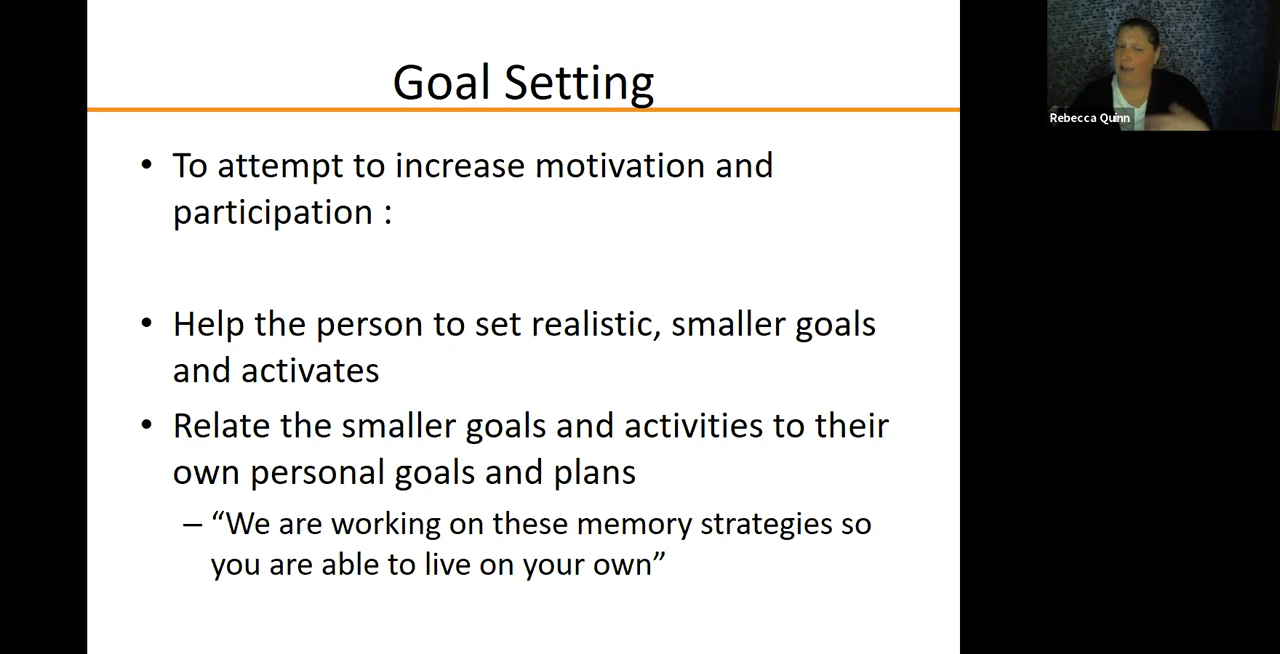 Goal Setting
• To attempt to increase motivation and
participation :
• Help the person to set realistic, smaller goals
and activates
• Relate the smaller goals and activities to their
own personal goals and plans
– “We are working on these memory strategies so
you are able to live on your own”
Rebecca Quinn